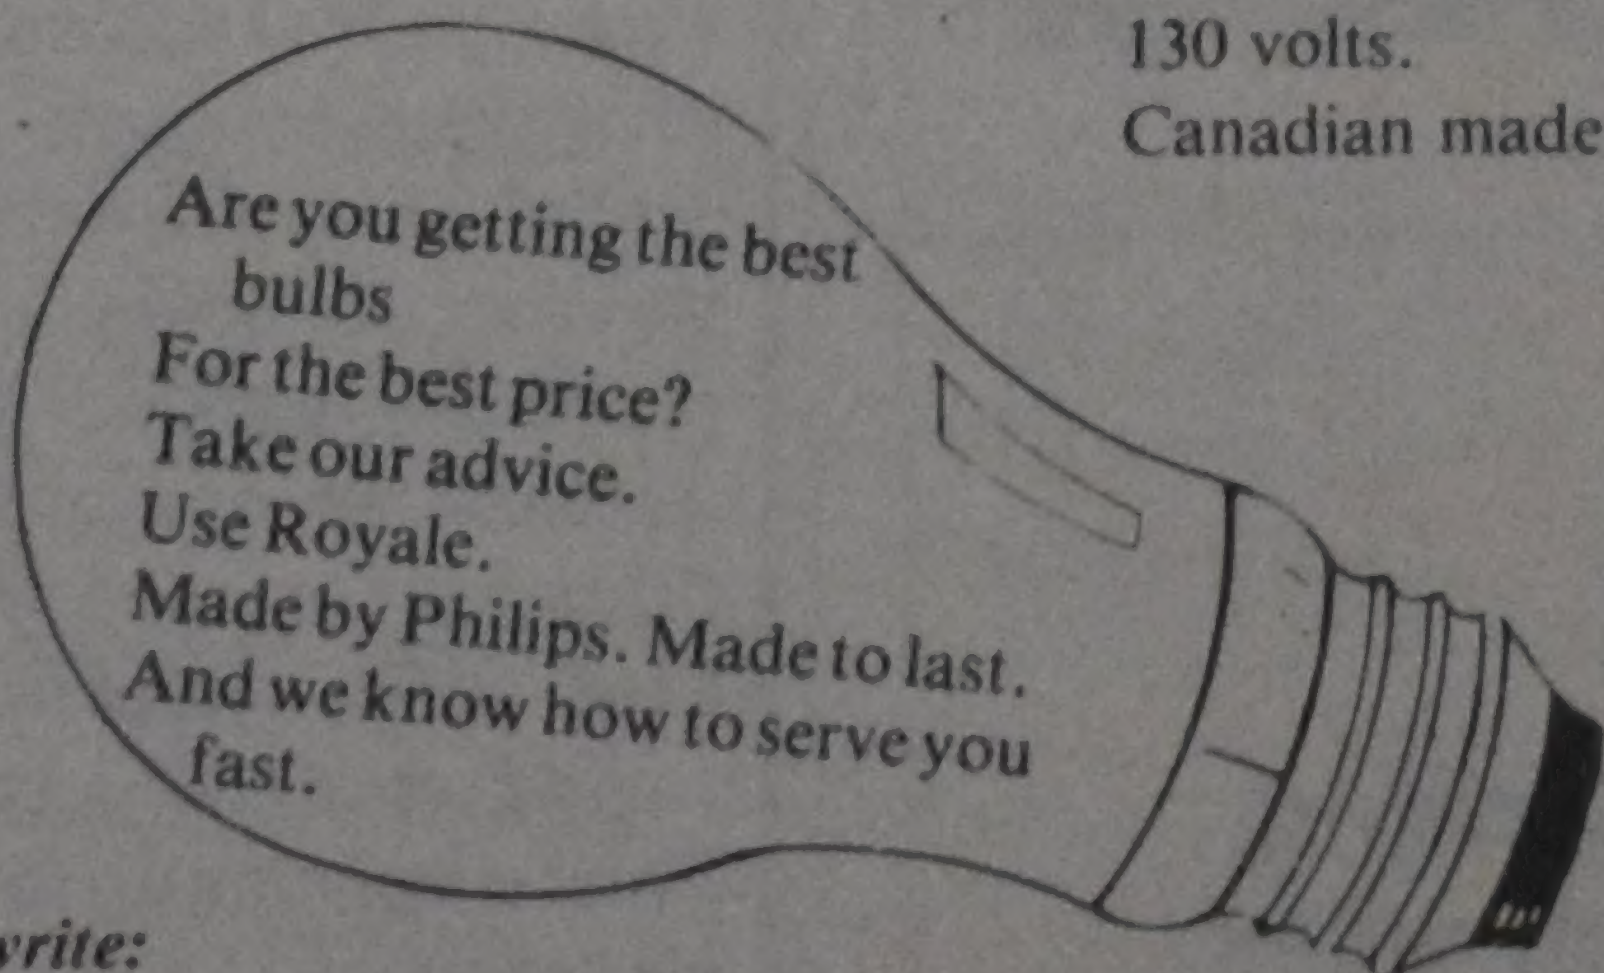 130 volts.
Canadian made
Are you getting the best
bulbs
For the best price?
Take our advice.
Use Royale.
Made by Philips. Made to last.
And we know how to serve you
fast.
write: